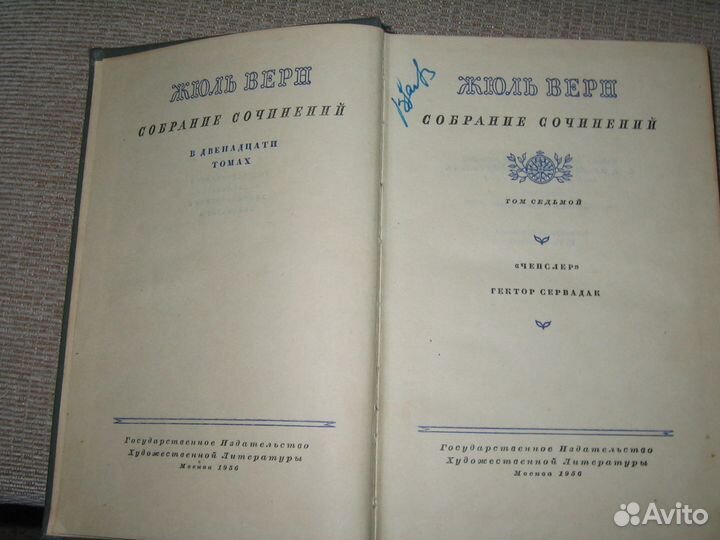 ЖЮЛЬ ВЕРН
СОБРАНИЕ СОЧИНЕНИЙ
В ДВЕНАДЦАТИ
ТОМАХ
Государственное Издательство
Художественной Литературы
Москва 1956
ЖЮЛЬ ВЕРН
СОБРАНИЕ СОЧИНЕНИЙ
ТОМ СЕДЬМОЙ
«ЧЕНСЛЕР»
ГЕКТОР СЕРВАДАК
Государственное Издательство
Художественной Литературы
Москва 1956
Avito